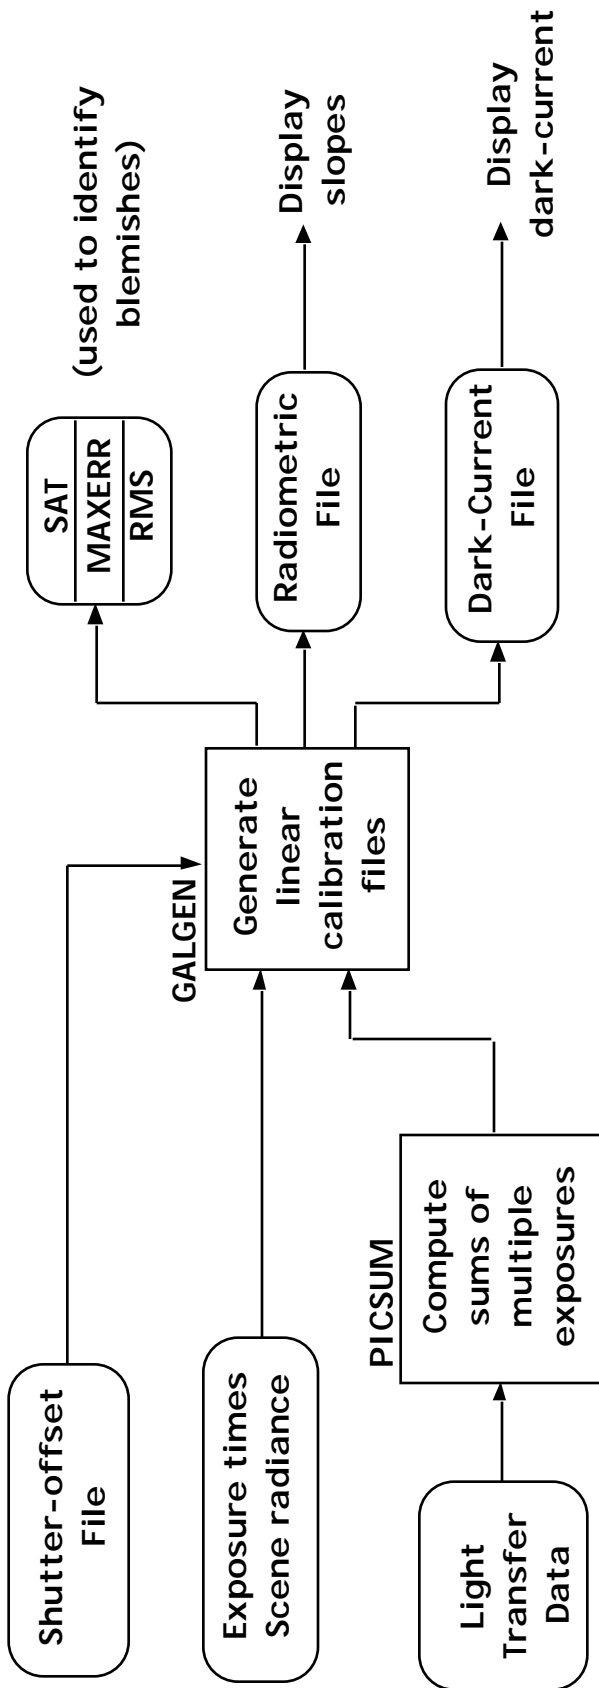 Shutter-offset
File
Exposure times
Scene radiance
Light
Transfer
Data
PICSUM
Compute
sums of
multiple
exposures
GALGEN
Generate
linear
calibration
files
SAT
MAXERR
RMS
(used to identify
blemishes)
Radiometric
File
Display
slopes
Dark-Current
File
Display
dark-current